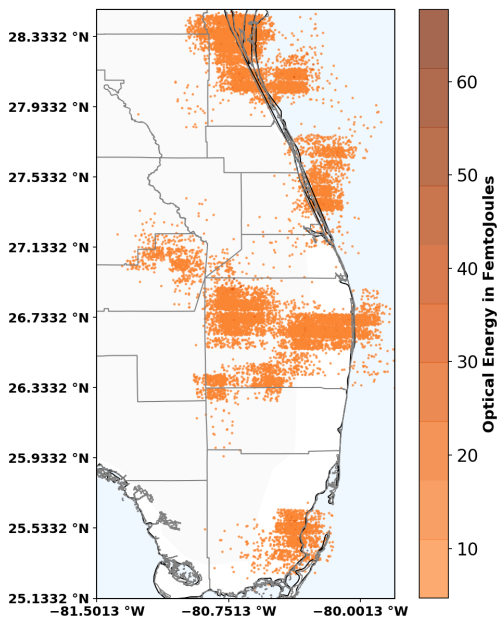 28.3332 °N
27.9332 °N
27.5332 °N
27.1332 °N
26.7332 °N
26.3332 °N
25.9332 °N
25.5332 °N
25.1332 °N
−81.5013 °W −80.7513 °W −80.0013 °W
60
50
40
30
20
10
Optical Energy in Femtojoules